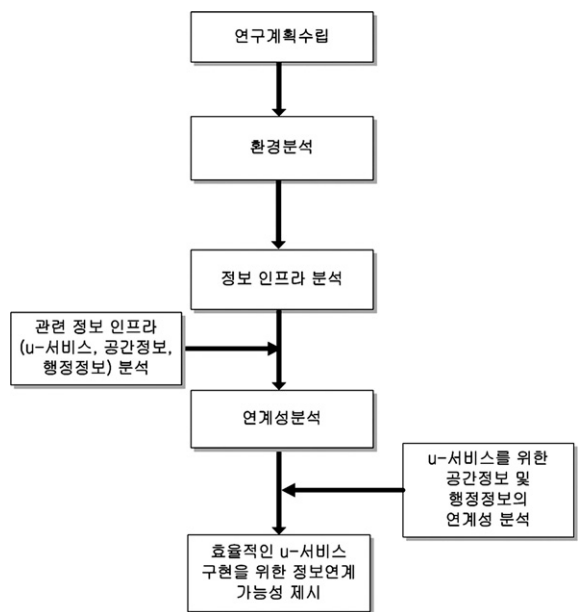 연구계획수립
환경분석
정보 인프라 분석
관련 정보 인프라
(u-서비스, 공간정보,
행정정보) 분석
연계성분석
u-서비스를 위한
공간정보 및
행정정보의
연계성 분석
효율적인 u-서비스
구현을 위한 정보연계
가능성 제시